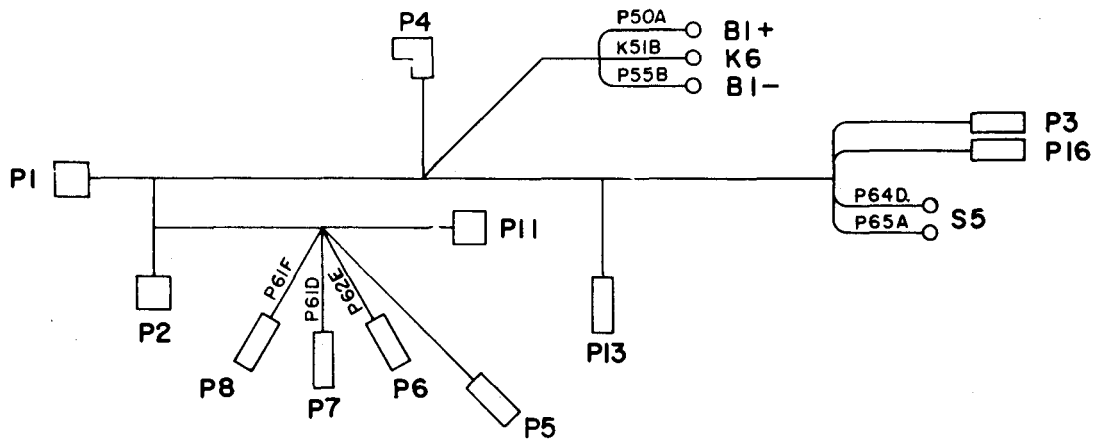 P4
P50A
B1+
K51B
K6
P55B
B1-
P3
P1
P16
P64D.
S5
P65A
P11
P61F
P61D
P62E
P2
P13
P8
P7
P6
P5